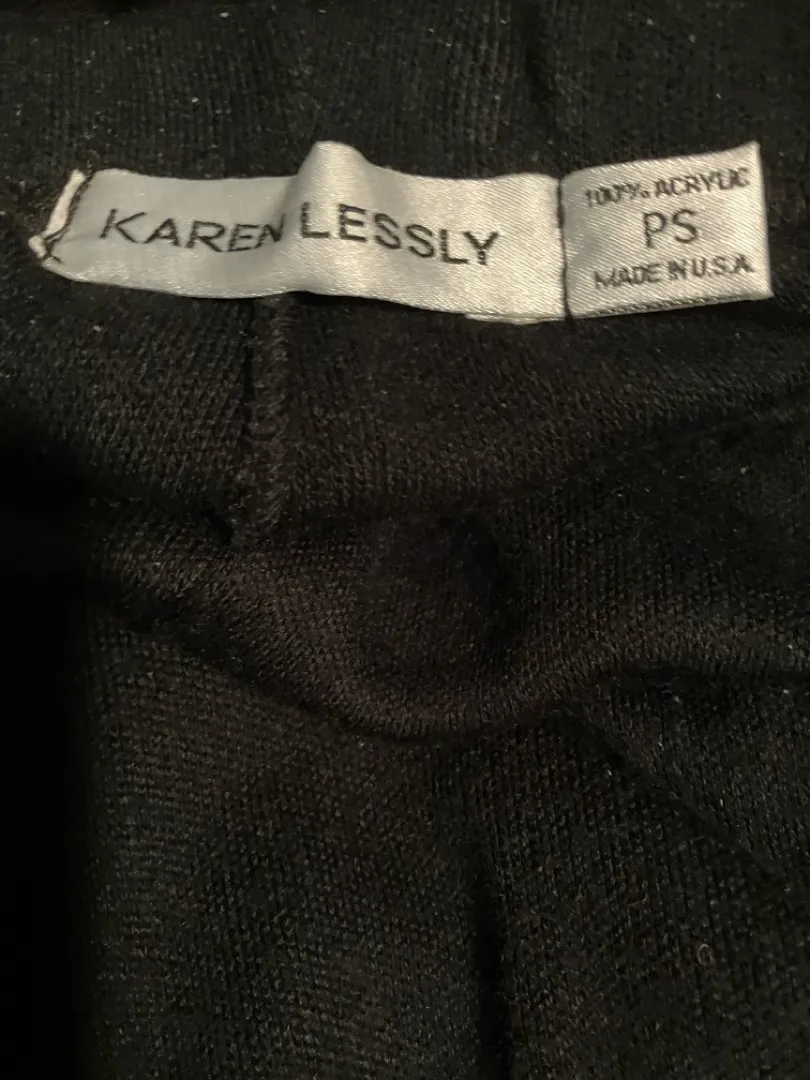 KAREN LESSLY
100% ACRYLIC
PS
MADE IN U.S.A.